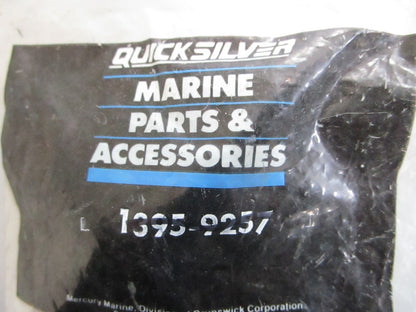 QUICKSILVER
MARINE
PARTS &
ACCESSORIES
1395-9257
Mercury Marine, Division of Brunswick Corporation